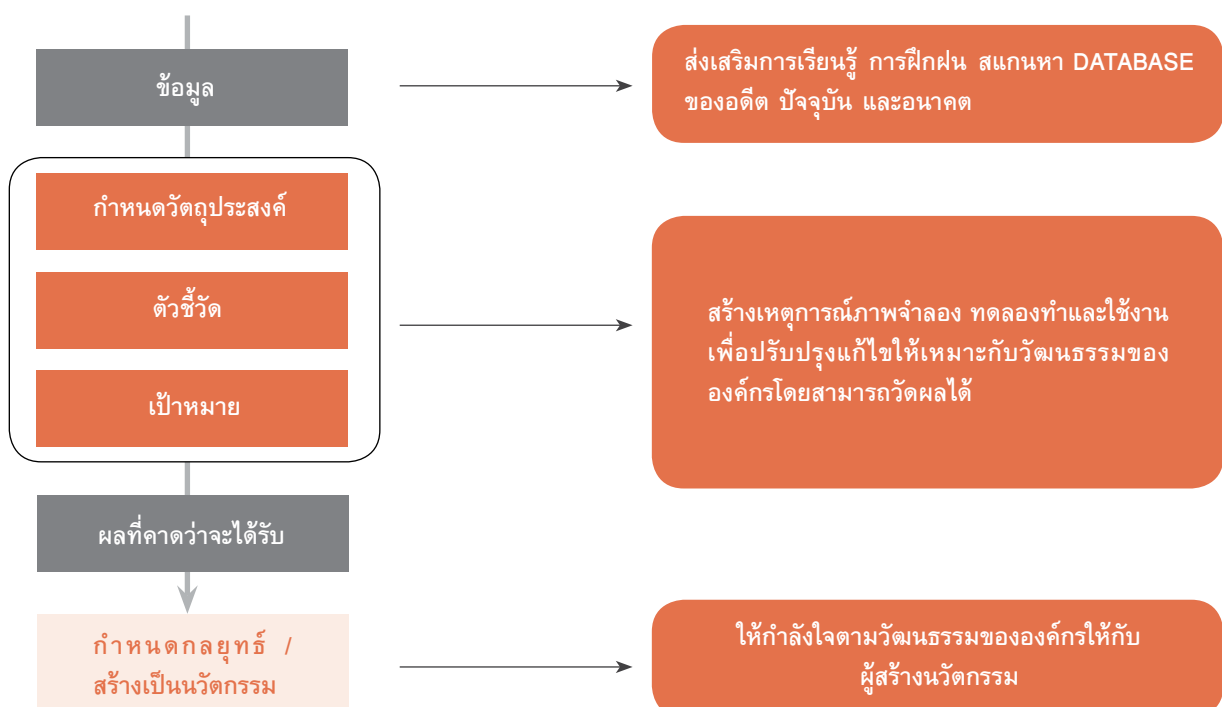 ข้อมูล
ส่งเสริมการเรียนรู้ การฝึกฝน สแกนหา DATABASE
ของอดีต ปัจจุบัน และอนาคต
กำหนดวัตถุประสงค์
ตัวชี้วัด
เป้าหมาย
สร้างเหตุการณ์ภาพจำลอง ทดลองทำและใช้งาน
เพื่อปรับปรุงแก้ไขให้เหมาะกับวัฒนธรรมของ
องค์กรโดยสามารถวัดผลได้
ผลที่คาดว่าจะได้รับ
กำหนดกลยุทธ์ /
สร้างเป็นนวัตกรรม
ให้กำลังใจตามวัฒนธรรมขององค์กรให้กับ
ผู้สร้างนวัตกรรม